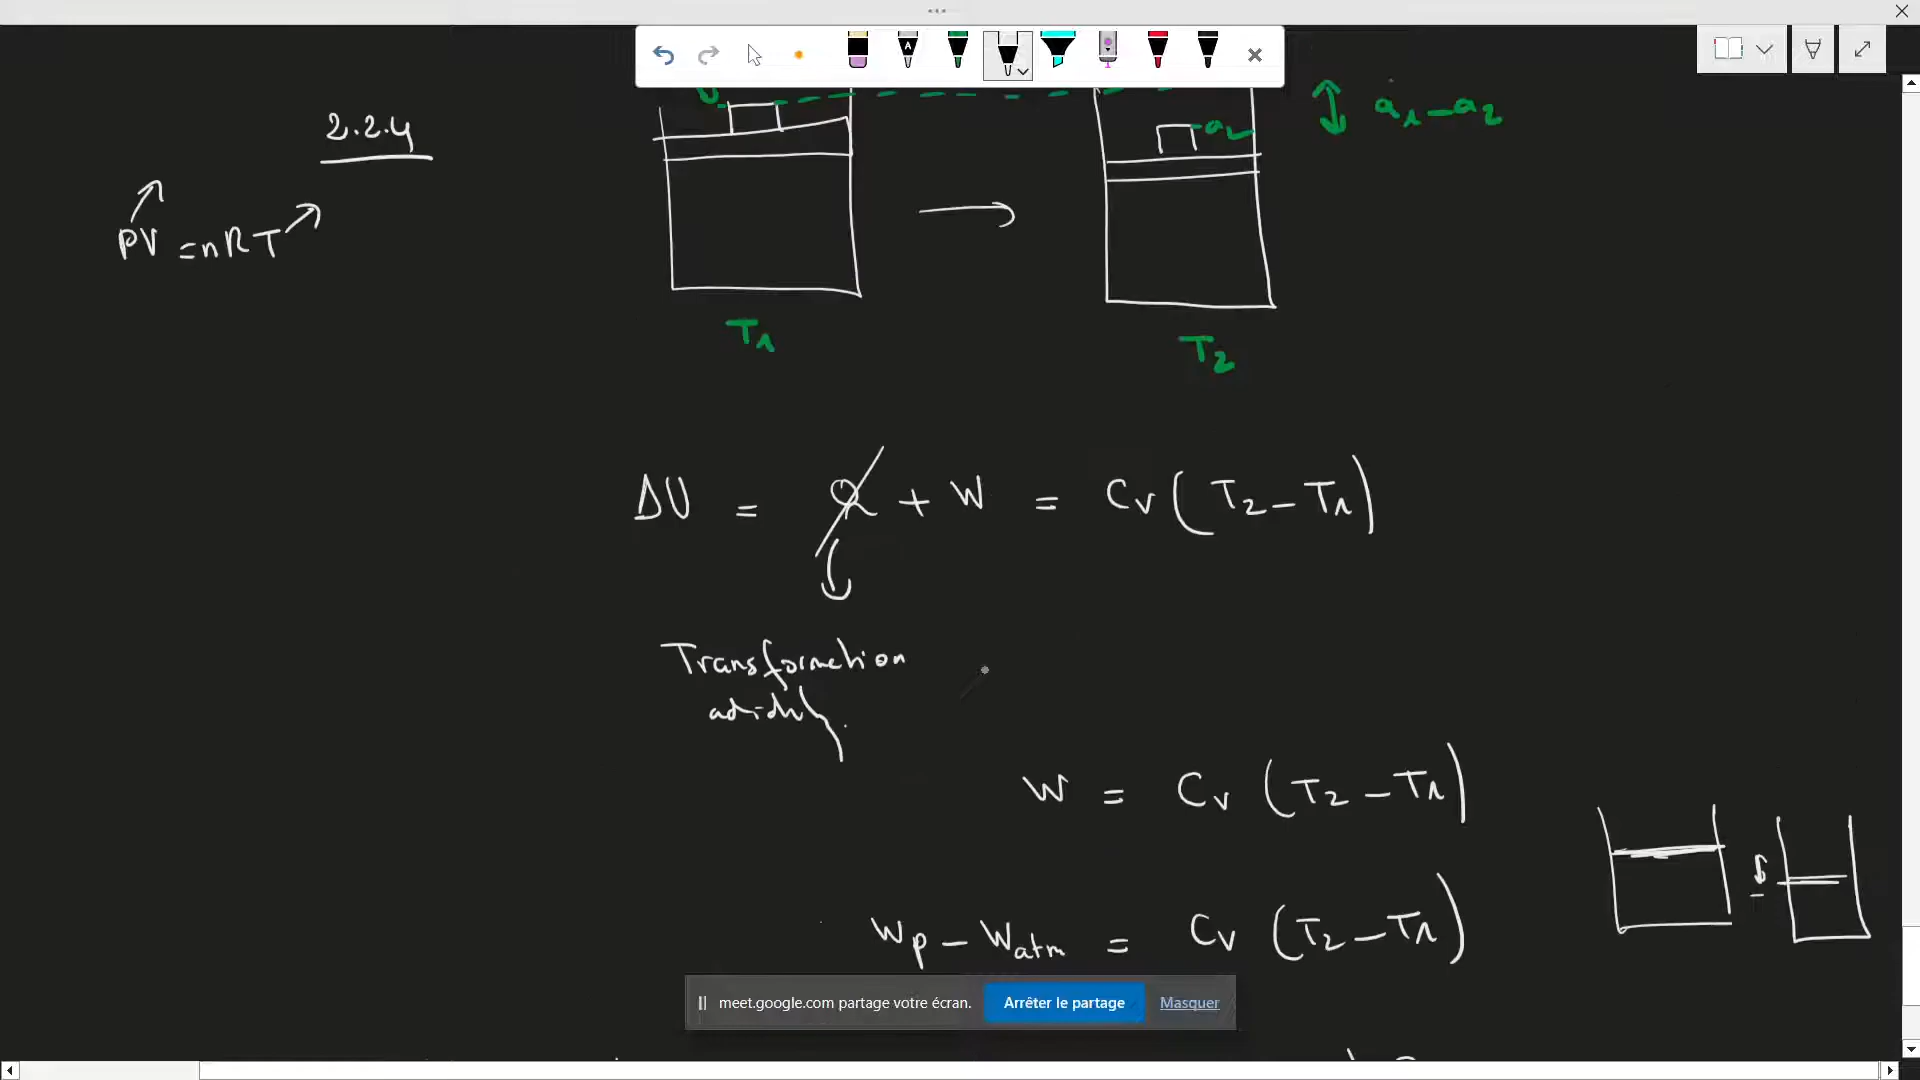 2.2.4
a₁-a₂
a₂
PV = nRT
T₁
T₂
ΔU = Q + W = Cv (T₂ - T₁)
Transformation
W = Cv (T₂ - T₁)
Wp - Watm = Cv (T₂ - T₁)
meet.google.com partage votre écran.
Arrêter le partage
Masquer